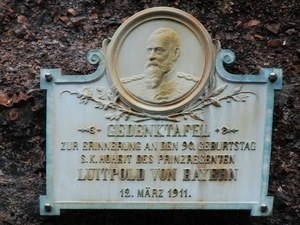 GEDENKTAFEL
ZUR ERINNERUNG AN DEN 90. GEBURTSTAG
S.K. HOHEIT DES PRINZREGENTEN
LUITPOLD VON BAYERN
12. MÄRZ 1911.